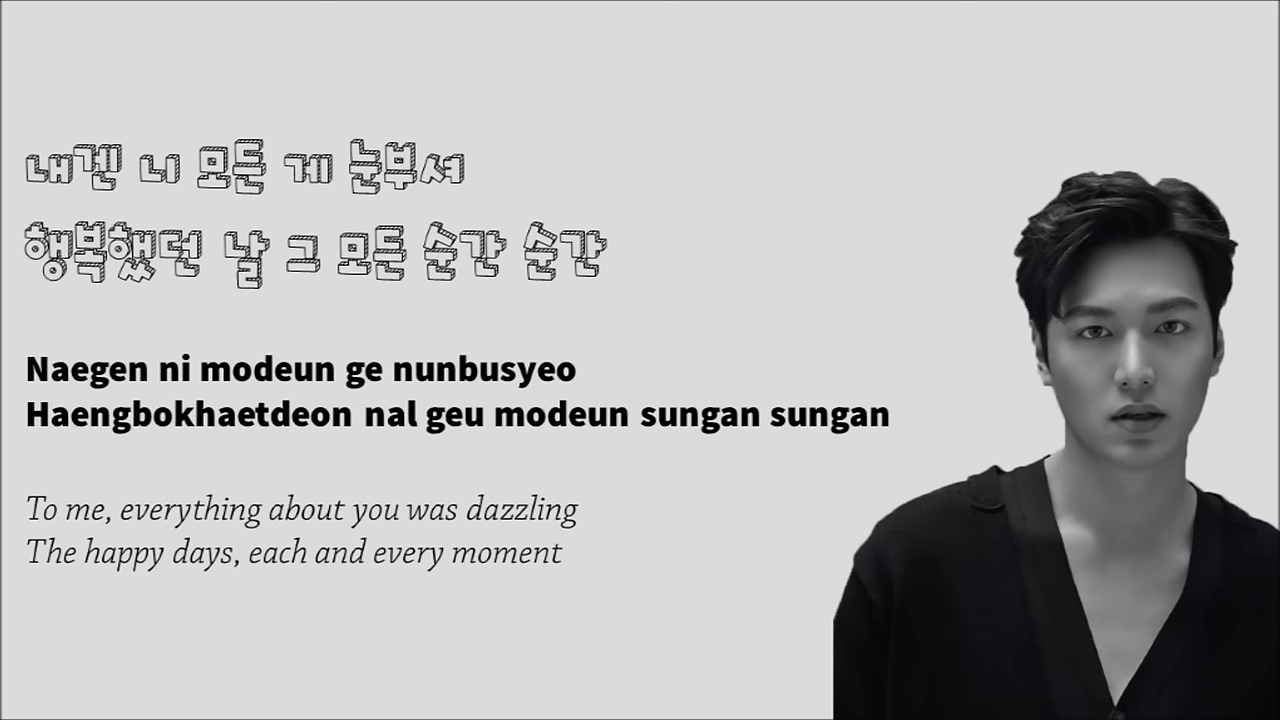 내겐 니 모든 게 눈부셔
행복했던 날 그 모든 순간 순간
Naegen ni modeun ge nunbusyeo
Haengbokhaetdeon nal geu modeun sungan sungan
To me, everything about you was dazzling
The happy days, each and every moment